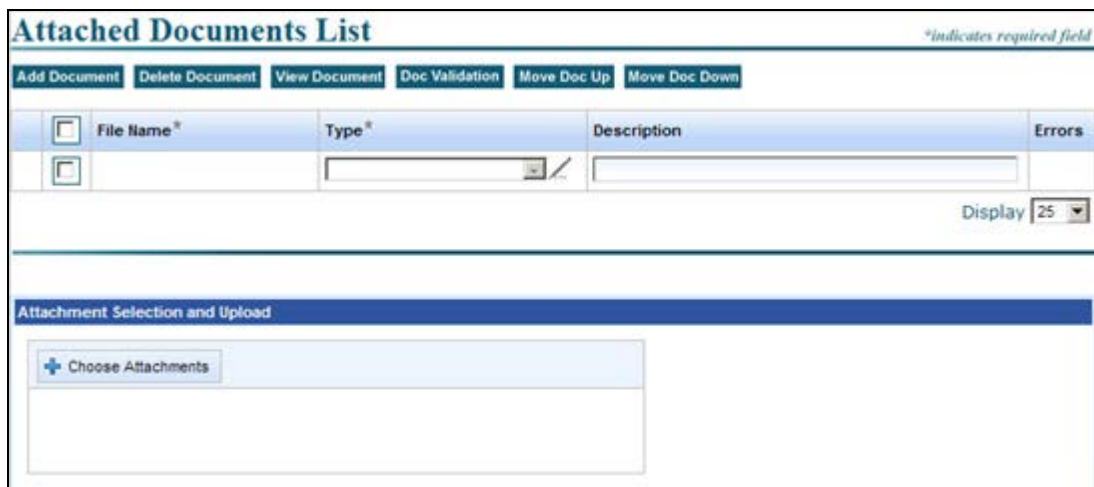 Attached Documents List
*indicates required field
Add Document Delete Document View Document Doc Validation Move Doc Up Move Doc Down
File Name* Type* Description Errors
Display 25
Attachment Selection and Upload
Choose Attachments